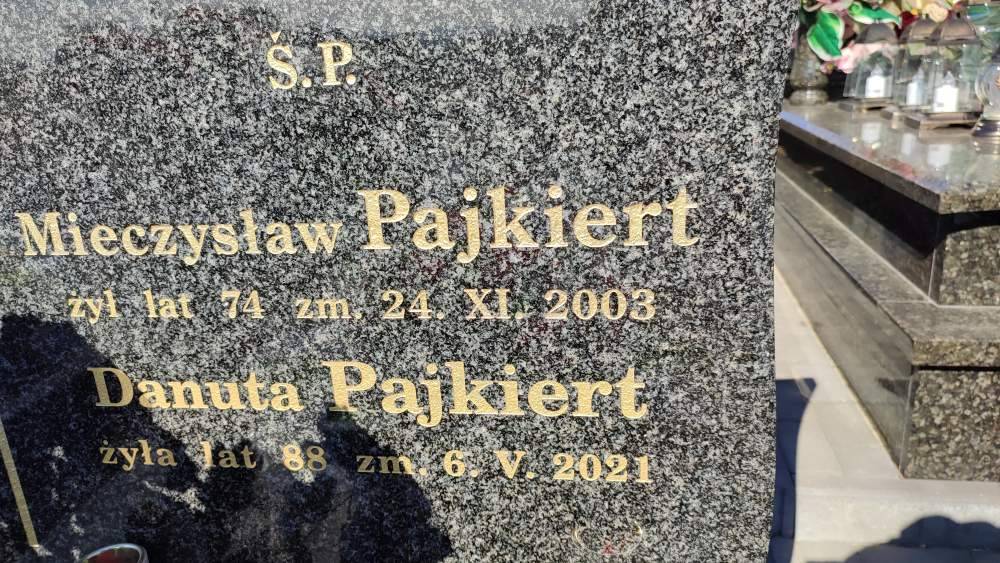 Ś.P.
Mieczysław Pajkiert
żył lat 74 zm. 24. XI. 2003
Danuta Pajkiert
żyła lat 88 zm. 6. V. 2021